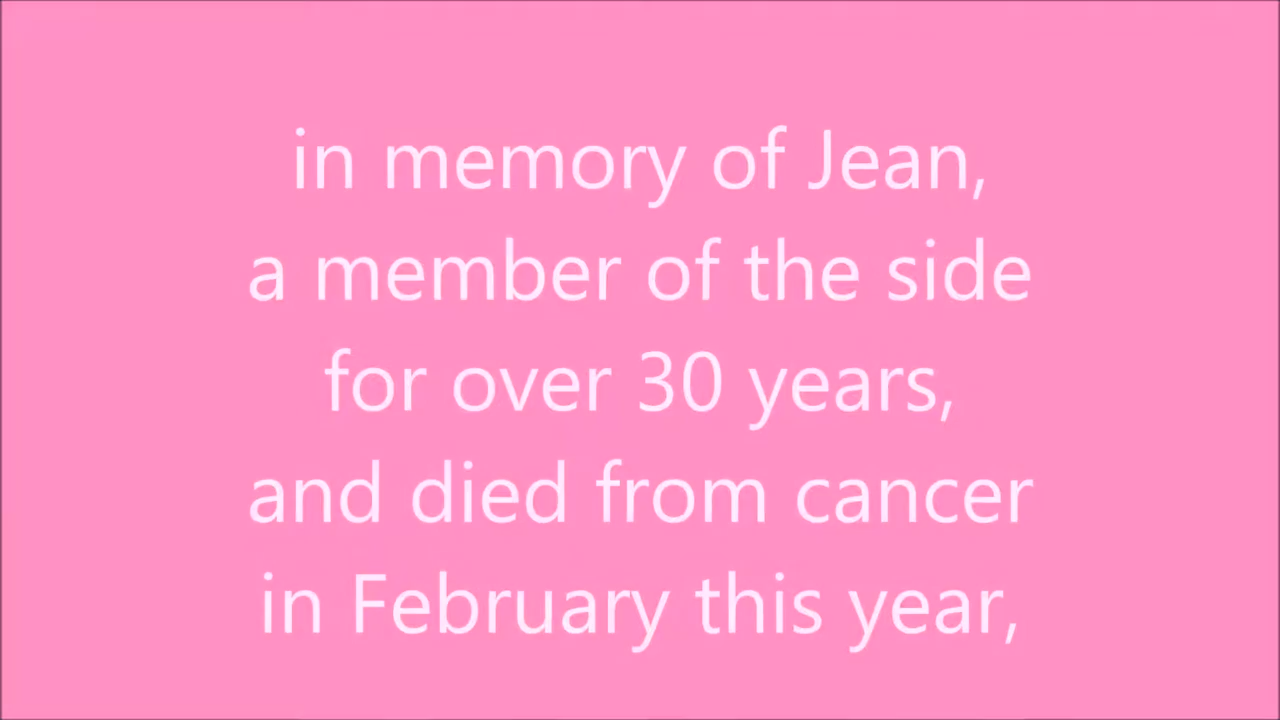 in memory of Jean,
a member of the side
for over 30 years,
and died from cancer
in February this year,